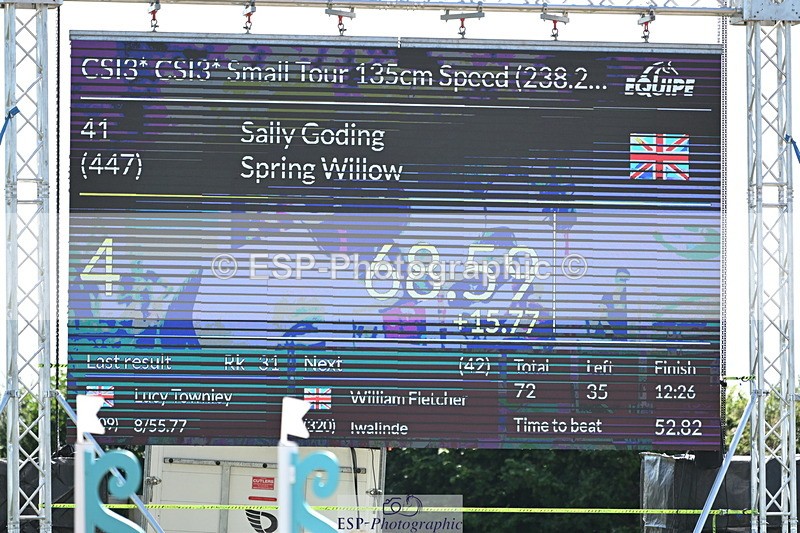 CSI3* CSI3* Small Tour 135cm Speed (238.2...
EQUIPE
41 Sally Goding
(447) Spring Willow
4 68.59
+15.77
© ESP-Photographic ©
Last result Rk 31 Next (42) Total Left Finish
Lucy Townley William Fletcher 72 35 12:26
8/55.77 (320) Iwalinde Time to beat 52.82
CUTLERS
ESP-Photographic